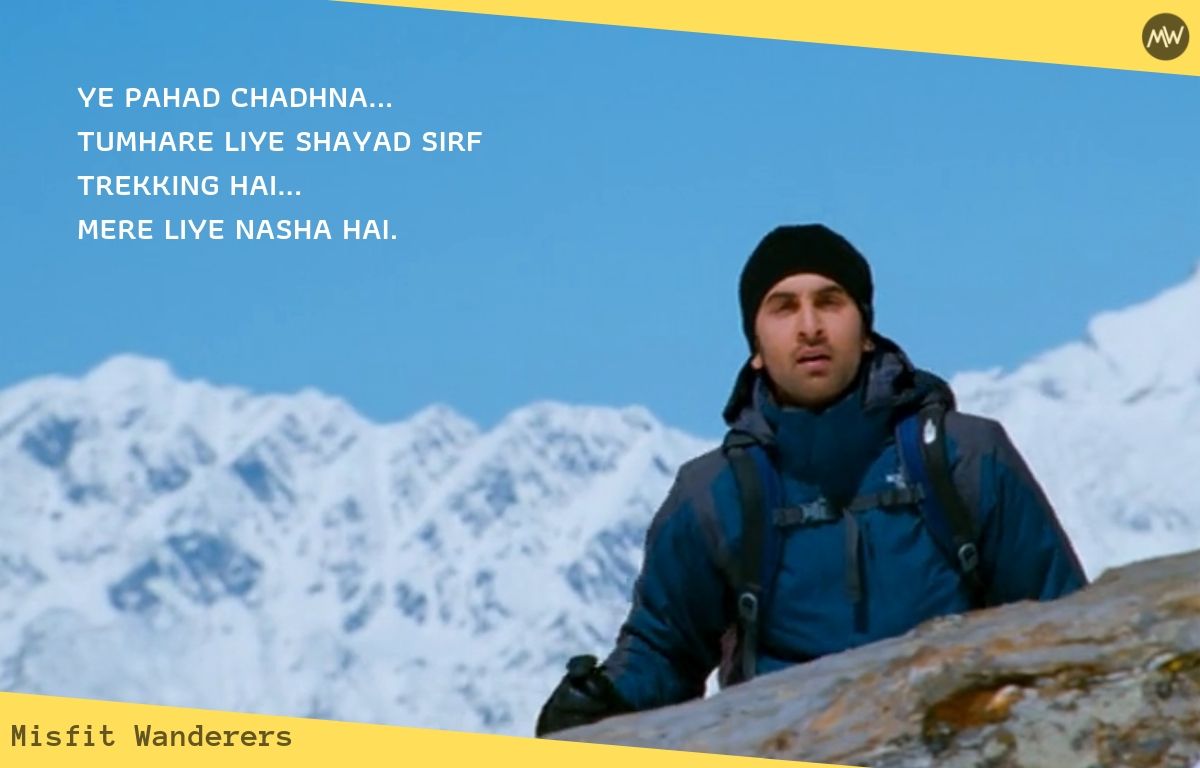 MW
YE PAHAD CHADHNA...
TUMHARE LIYE SHAYAD SIRF
TREKKING HAI...
MERE LIYE NASHA HAI.
Misfit Wanderers